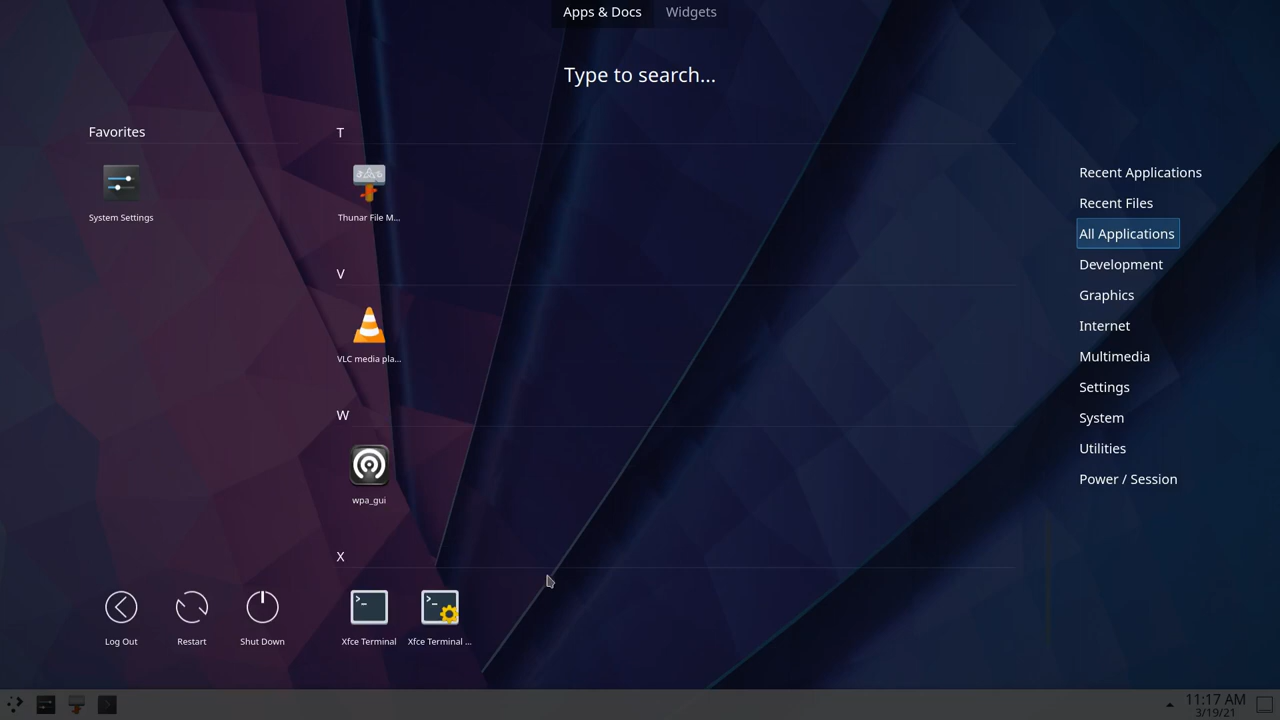 Apps & Docs
Widgets
Type to search...
Favorites
System Settings
T
Thunar File M...
V
VLC media pla...
W
wpa_gui
X
Xfce Terminal
Xfce Terminal ...
Log Out
Restart
Shut Down
Recent Applications
Recent Files
All Applications
Development
Graphics
Internet
Multimedia
Settings
System
Utilities
Power / Session
11:17 AM
3/19/21